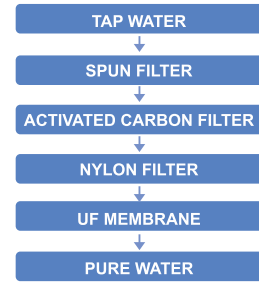 TAP WATER
SPUN FILTER
ACTIVATED CARBON FILTER
NYLON FILTER
UF MEMBRANE
PURE WATER